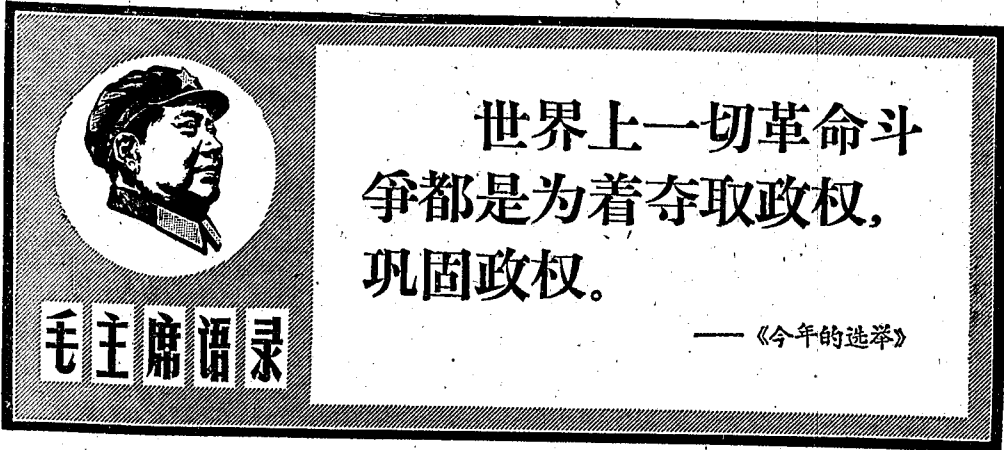 世界上一切革命斗
争都是为着夺取政权,
巩固政权。
——《今年的选举》
毛主席语录